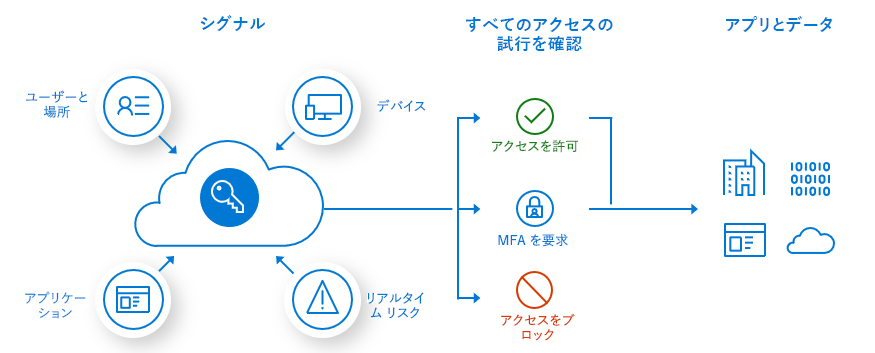 シグナル
すべてのアクセスの
試行を確認
アプリとデータ
ユーザーと
場所
デバイス
アクセスを許可
MFA を要求
アプリケー
ション
リアルタイ
ム リスク
アクセスをブ
ロック
010110
010110
010110